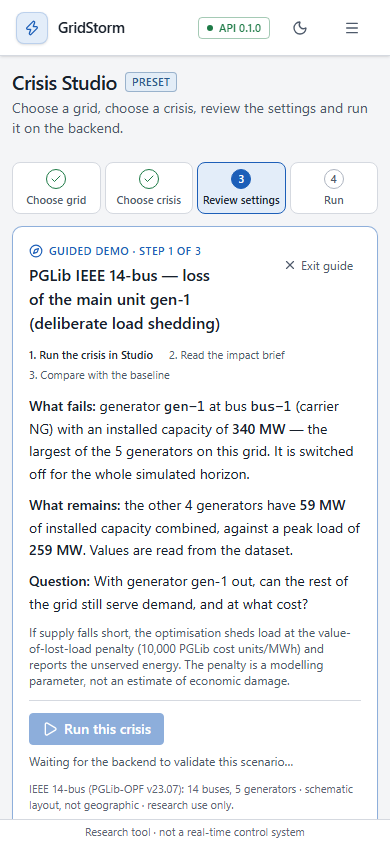 GridStorm
API 0.1.0
Crisis Studio PRESET
Choose a grid, choose a crisis, review the settings and run
it on the backend.
Choose grid
Choose crisis
3
Review settings
4
Run
GUIDED DEMO · STEP 1 OF 3
Exit guide
PGLib IEEE 14-bus — loss
of the main unit gen-1
(deliberate load shedding)
1. Run the crisis in Studio 2. Read the impact brief
3. Compare with the baseline
What fails: generator gen-1 at bus bus-1 (carrier
NG) with an installed capacity of 340 MW — the
largest of the 5 generators on this grid. It is switched
off for the whole simulated horizon.
What remains: the other 4 generators have 59 MW
of installed capacity combined, against a peak load of
259 MW. Values are read from the dataset.
Question: With generator gen-1 out, can the rest of
the grid still serve demand, and at what cost?
If supply falls short, the optimisation sheds load at the value-
of-lost-load penalty (10,000 PGLib cost units/MWh) and
reports the unserved energy. The penalty is a modelling
parameter, not an estimate of economic damage.
Run this crisis
Waiting for the backend to validate this scenario...
IEEE 14-bus (PGLib-OPF v23.07): 14 buses, 5 generators · schematic
layout, not geographic · research use only.
Research tool · not a real-time control system